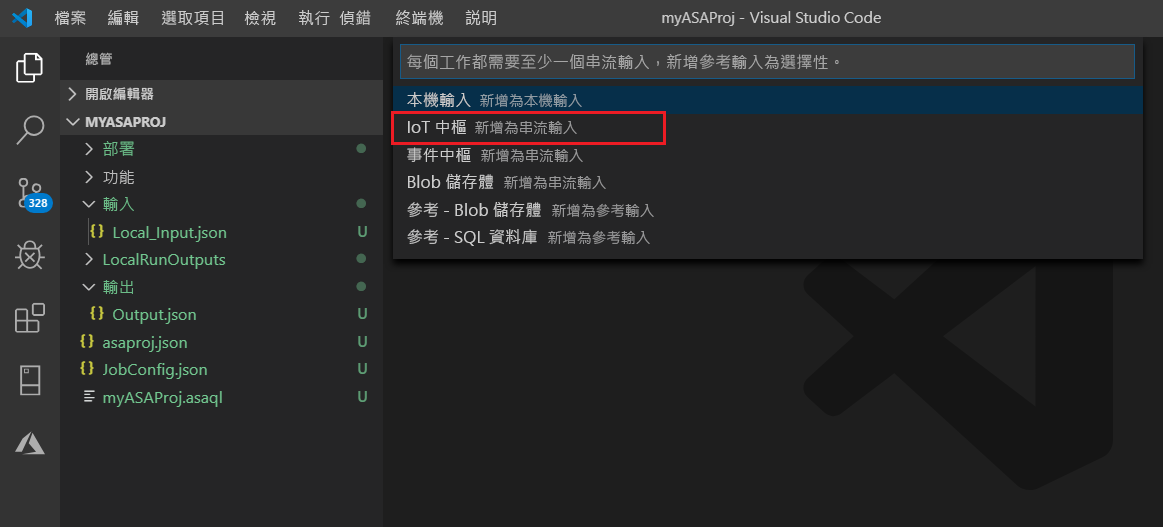 檔案 編輯 選取項目 檢視 執行 偵錯 終端機 説明 myASAProj - Visual Studio Code
總管
開啟編輯器
MYASAPROJ
部署
功能
輸入
Local_Input.json U
LocalRunOutputs
輸出
Output.json U
asaproj.json U
JobConfig.json U
myASAProj.asaql U
328
每個工作都需要至少一個串流輸入，新增參考輸入為選擇性。
本機輸入 新增為本機輸入
IoT 中樞 新增為串流輸入
事件中樞 新增為串流輸入
Blob 儲存體 新增為串流輸入
參考 - Blob 儲存體 新增為參考輸入
參考 - SQL 資料庫 新增為參考輸入